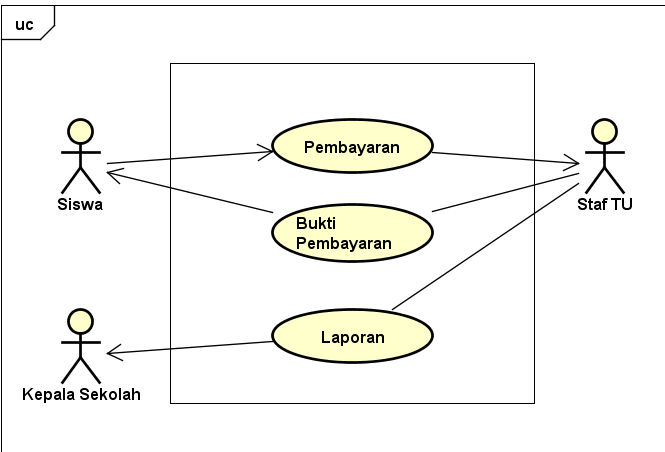 uc
Pembayaran
Siswa
Staf TU
Bukti
Pembayaran
Laporan
Kepala Sekolah